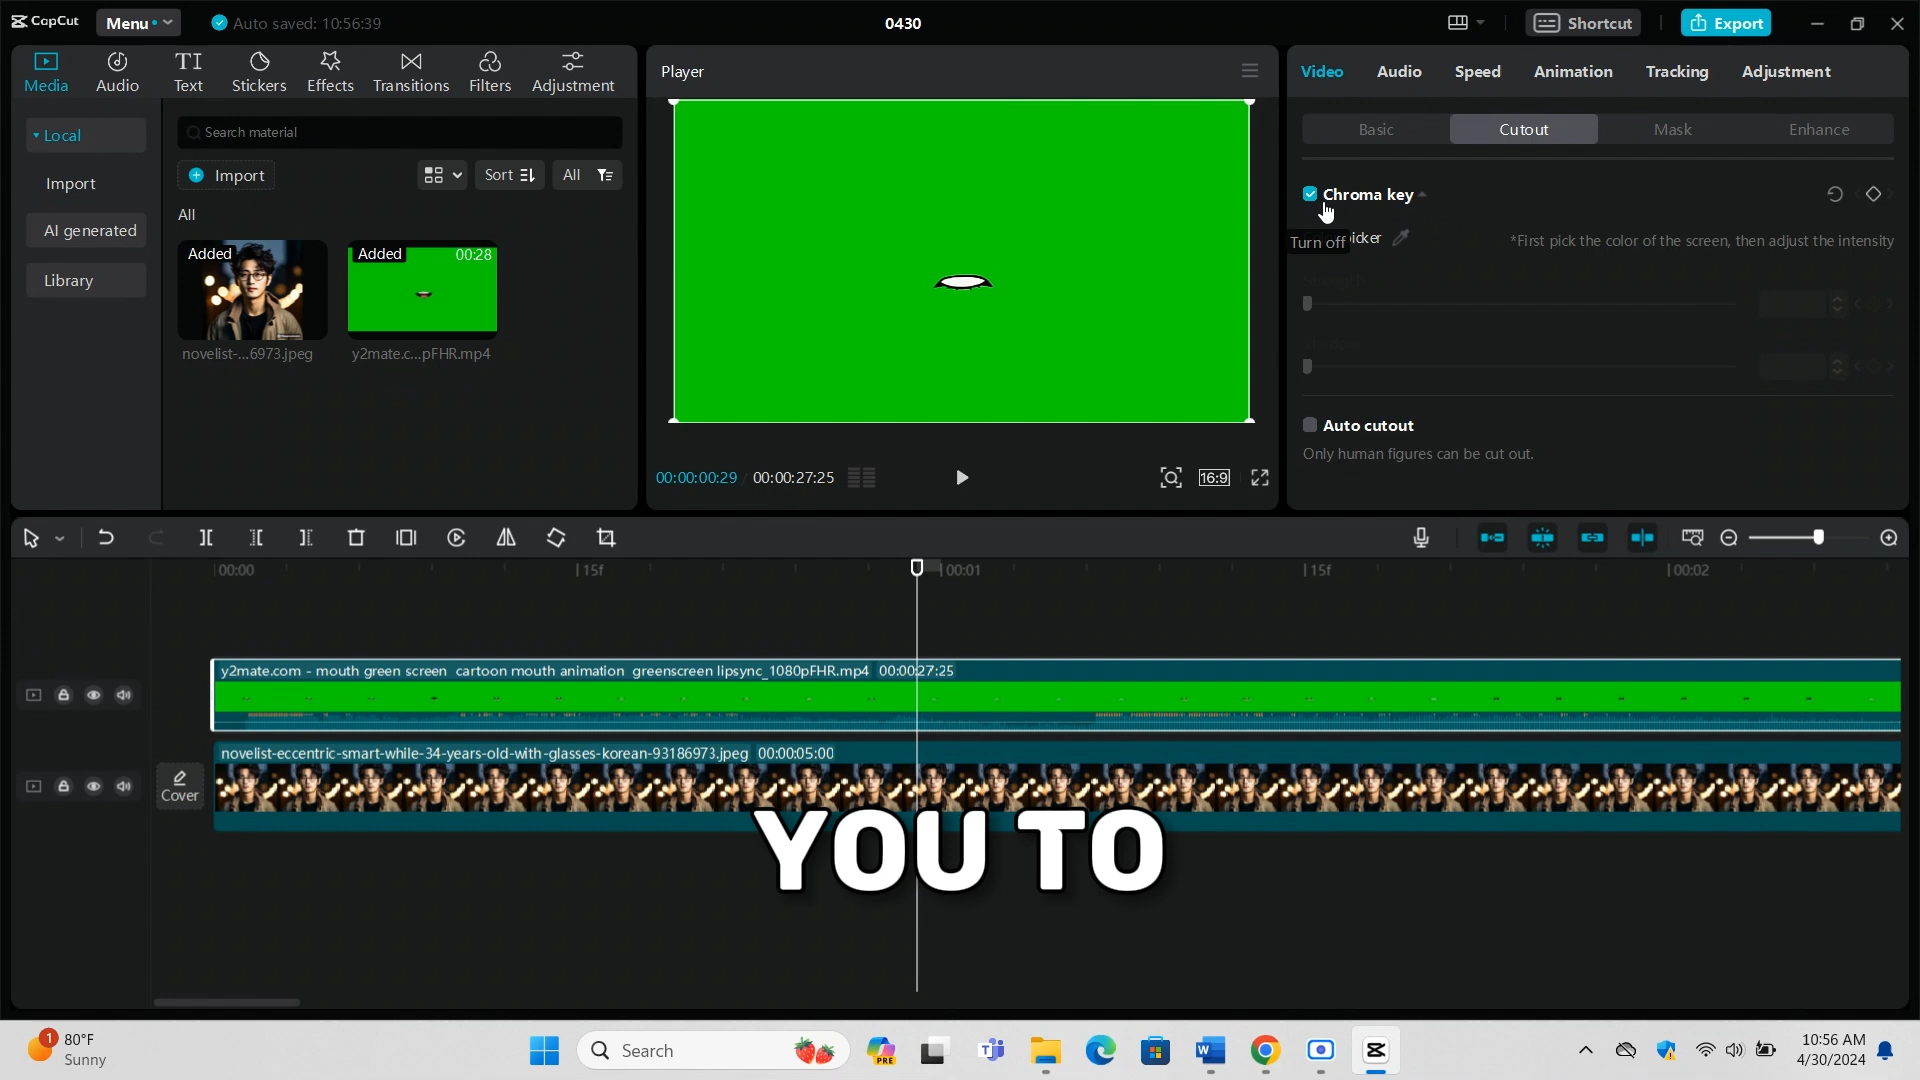 CapCut
Menu
Auto saved: 10:56:39
0430
Shortcut
Export
Media
Audio
Text
Stickers
Effects
Transitions
Filters
Adjustment
Local
Import
AI generated
Library
Search material
Import
Sort
All
All
Added
Added
00:28
novelist-...6973.jpeg
y2mate.c...pFHR.mp4
Player
00:00:00:29
00:00:27:25
16:9
Video
Audio
Speed
Animation
Tracking
Adjustment
Basic
Cutout
Mask
Enhance
Chroma key
Turn off
picker
*First pick the color of the screen, then adjust the intensity
Auto cutout
Only human figures can be cut out.
00:00
15f
00:01
15f
00:02
y2mate.com - mouth green screen cartoon mouth animation greenscreen lipsync_1080pFHR.mp4 00:00:27:25
Cover
novelist-eccentric-smart-while-34-years-old-with-glasses-korean-93186973.jpeg 00:00:05:00
YOU TO
1
80°F
Sunny
Search
PRE
10:56 AM
4/30/2024